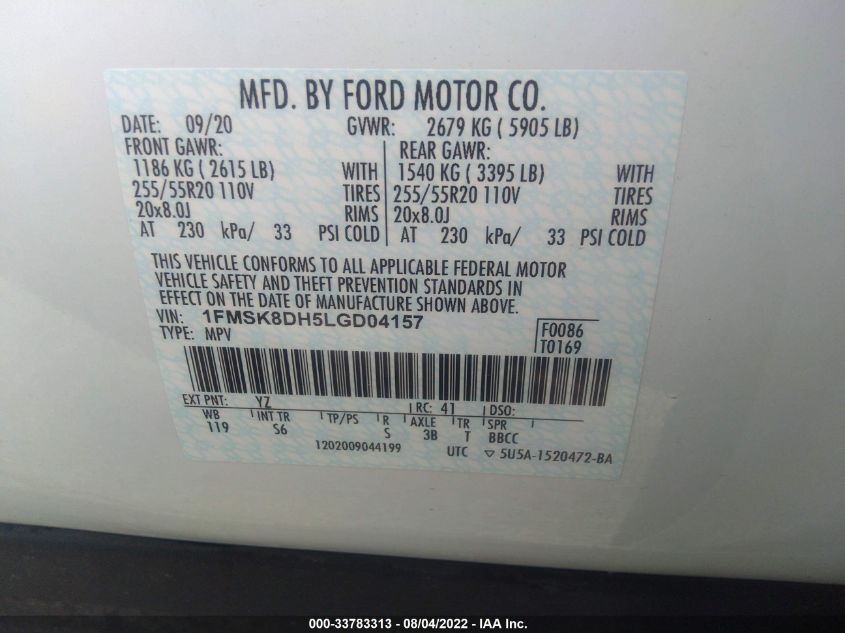 MFD. BY FORD MOTOR CO.
DATE: 09/20 GVWR: 2679 KG ( 5905 LB)
FRONT GAWR: REAR GAWR:
1186 KG ( 2615 LB) WITH 1540 KG ( 3395 LB) WITH
255/55R20 110V TIRES 255/55R20 110V TIRES
20x8.0J RIMS 20x8.0J RIMS
AT 230 kPa/ 33 PSI COLD AT 230 kPa/ 33 PSI COLD
THIS VEHICLE CONFORMS TO ALL APPLICABLE FEDERAL MOTOR
VEHICLE SAFETY AND THEFT PREVENTION STANDARDS IN
EFFECT ON THE DATE OF MANUFACTURE SHOWN ABOVE.
VIN: 1FMSK8DH5LGD04157 F0086
TYPE: MPV T0169
EXT PNT: YZ RC: 41 DSO:
WB INT TR TP/PS R AXLE TR SPR
119 S6 S 3B T BBCC
1202009044199 UTC ▽ 5U5A-1520472-BA
000-33783313 - 08/04/2022 - IAA Inc.